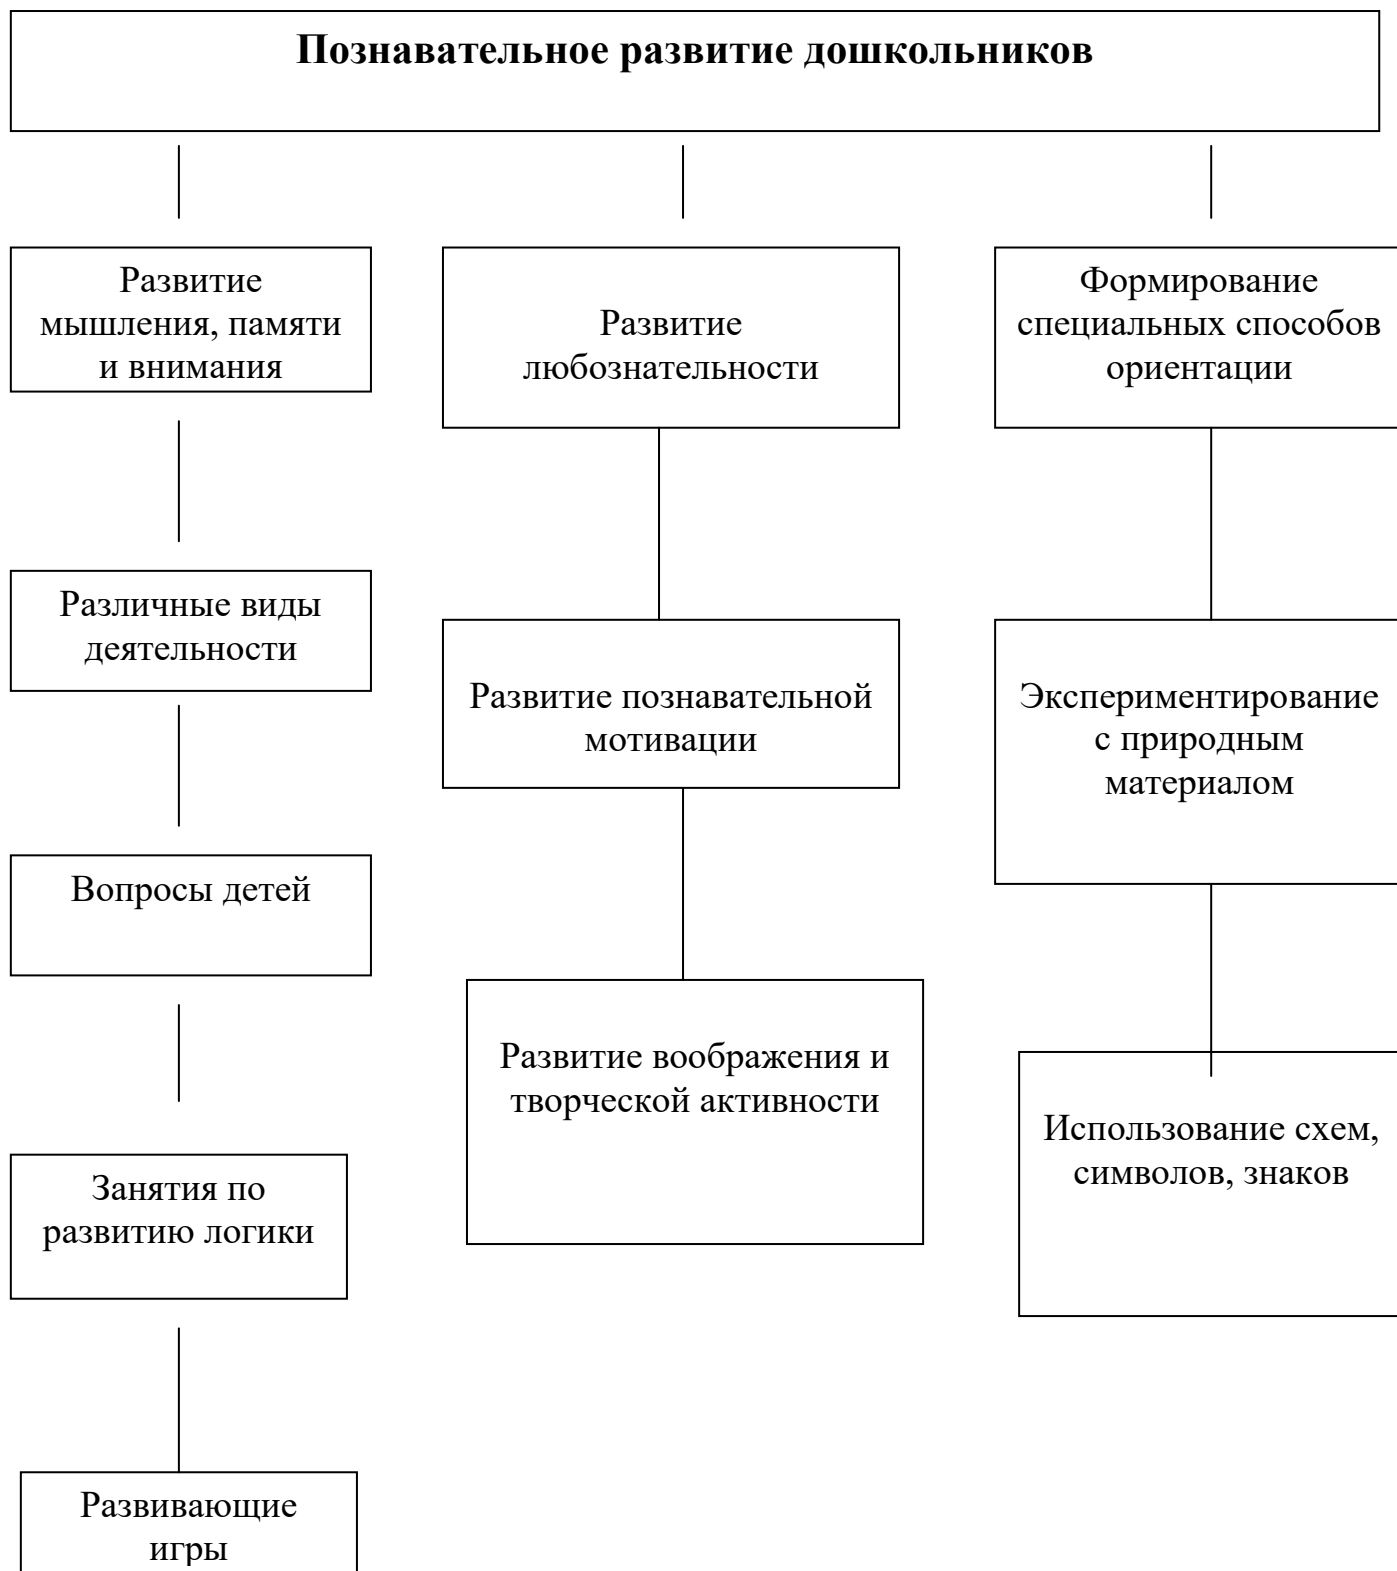 Познавательное развитие дошкольников
Развитие
мышления, памяти
и внимания
Различные виды
деятельности
Вопросы детей
Занятия по
развитию логики
Развивающие
игры
Развитие
любознательности
Развитие познавательной
мотивации
Развитие воображения и
творческой активности
Формирование
специальных способов
ориентации
Экспериментирование
с природным
материалом
Использование схем,
символов, знаков